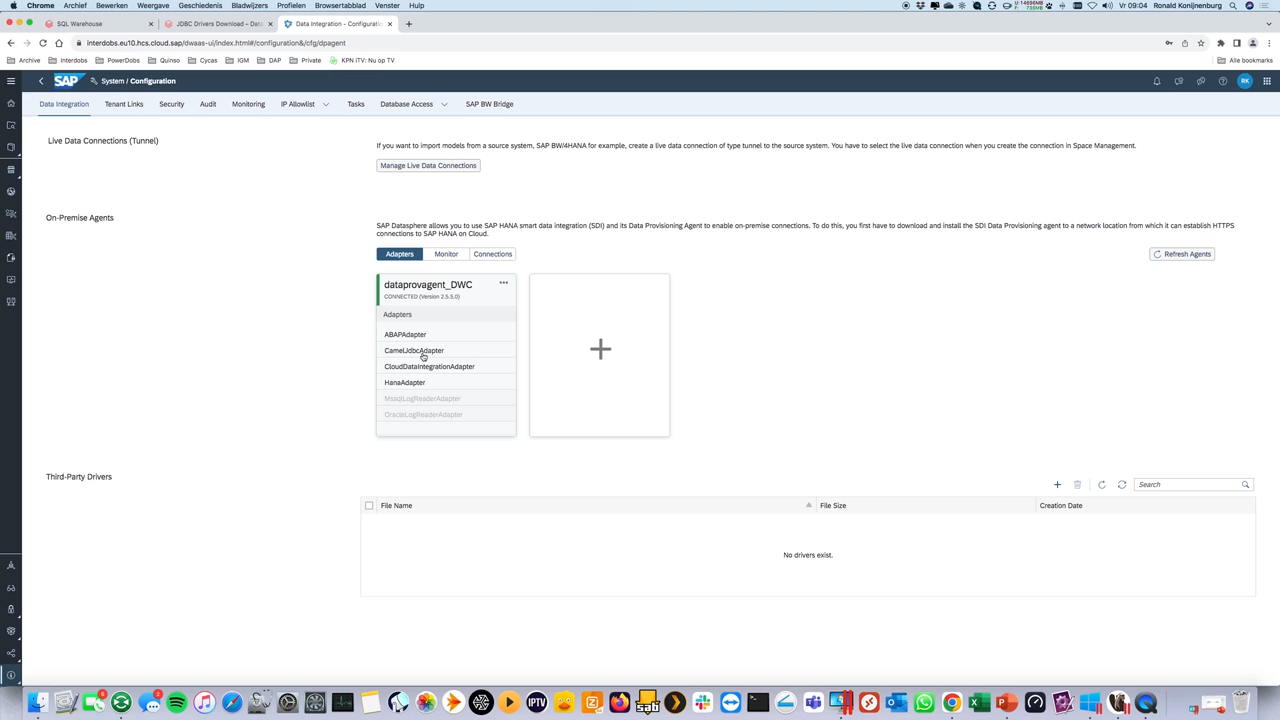 Chrome Archief Bewerken Weergave Geschiedenis Bladwijzers Profielen Browsertabblad Venster Help
Vr 09:04 Ronald Konijnenburg
SQL Warehouse
JDBC Drivers Download – Data
Data Integration - Configuratio
interdobs.eu10.hcs.cloud.sap/dwaas-ui/index.html#/configuration&/cfg/dpagent
Archive Interdobs PowerDobs Quinso Cycas IGM DAP Private KPN iTV: Nu op TV
Alle bookmarks
SAP System / Configuration
RK
Data Integration Tenant Links Security Audit Monitoring IP Allowlist Tasks Database Access SAP BW Bridge
Live Data Connections (Tunnel)
If you want to import models from a source system, SAP BW/4HANA for example, create a live data connection of type tunnel to the source system. You have to select the live data connection when you create the connection in Space Management.
Manage Live Data Connections
On-Premise Agents
SAP Datasphere allows you to use SAP HANA smart data integration (SDI) and its Data Provisioning Agent to enable on-premise connections. To do this, you first have to download and install the SDI Data Provisioning agent to a network location from which it can establish HTTPS
connections to SAP HANA on Cloud.
Adapters Monitor Connections
Refresh Agents
dataprovagent_DWC
CONNECTED (Version 2.5.5.0)
Adapters
ABAPAdapter
CamelJdbcAdapter
CloudDataIntegrationAdapter
HanaAdapter
MssqlLogReaderAdapter
OracleLogReaderAdapter
Third-Party Drivers
Search
File Name File Size Creation Date
No drivers exist.
IPTV